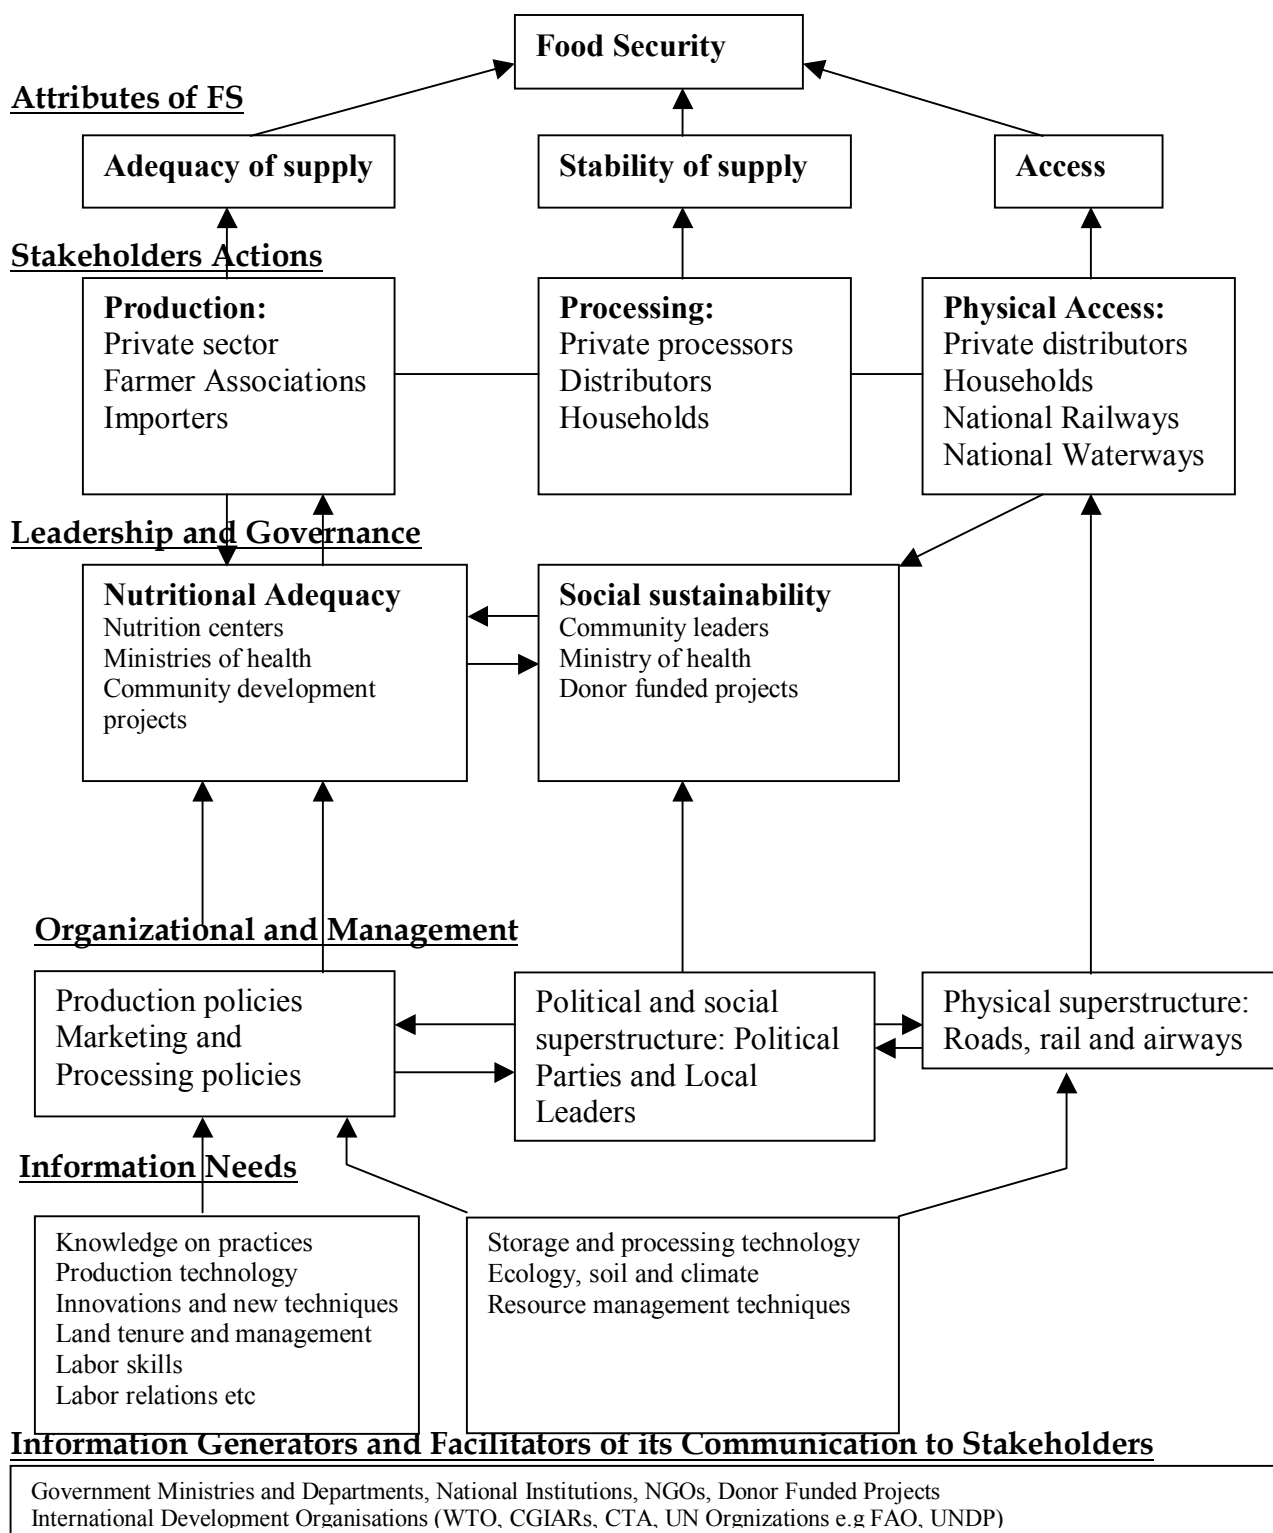 Food Security
Attributes of FS
Adequacy of supply
Stability of supply
Access
Stakeholders Actions
Production:
Private sector
Farmer Associations
Importers
Processing:
Private processors
Distributors
Households
Physical Access:
Private distributors
Households
National Railways
National Waterways
Leadership and Governance
Nutritional Adequacy
Nutrition centers
Ministries of health
Community development
projects
Social sustainability
Community leaders
Ministry of health
Donor funded projects
Organizational and Management
Production policies
Marketing and
Processing policies
Political and social
superstructure: Political
Parties and Local
Leaders
Physical superstructure:
Roads, rail and airways
Information Needs
Knowledge on practices
Production technology
Innovations and new techniques
Land tenure and management
Labor skills
Labor relations etc
Storage and processing technology
Ecology, soil and climate
Resource management techniques
Information Generators and Facilitators of its Communication to Stakeholders
Government Ministries and Departments, National Institutions, NGOs, Donor Funded Projects
International Development Organisations (WTO, CGIARs, CTA, UN Orgnizations e.g FAO, UNDP)